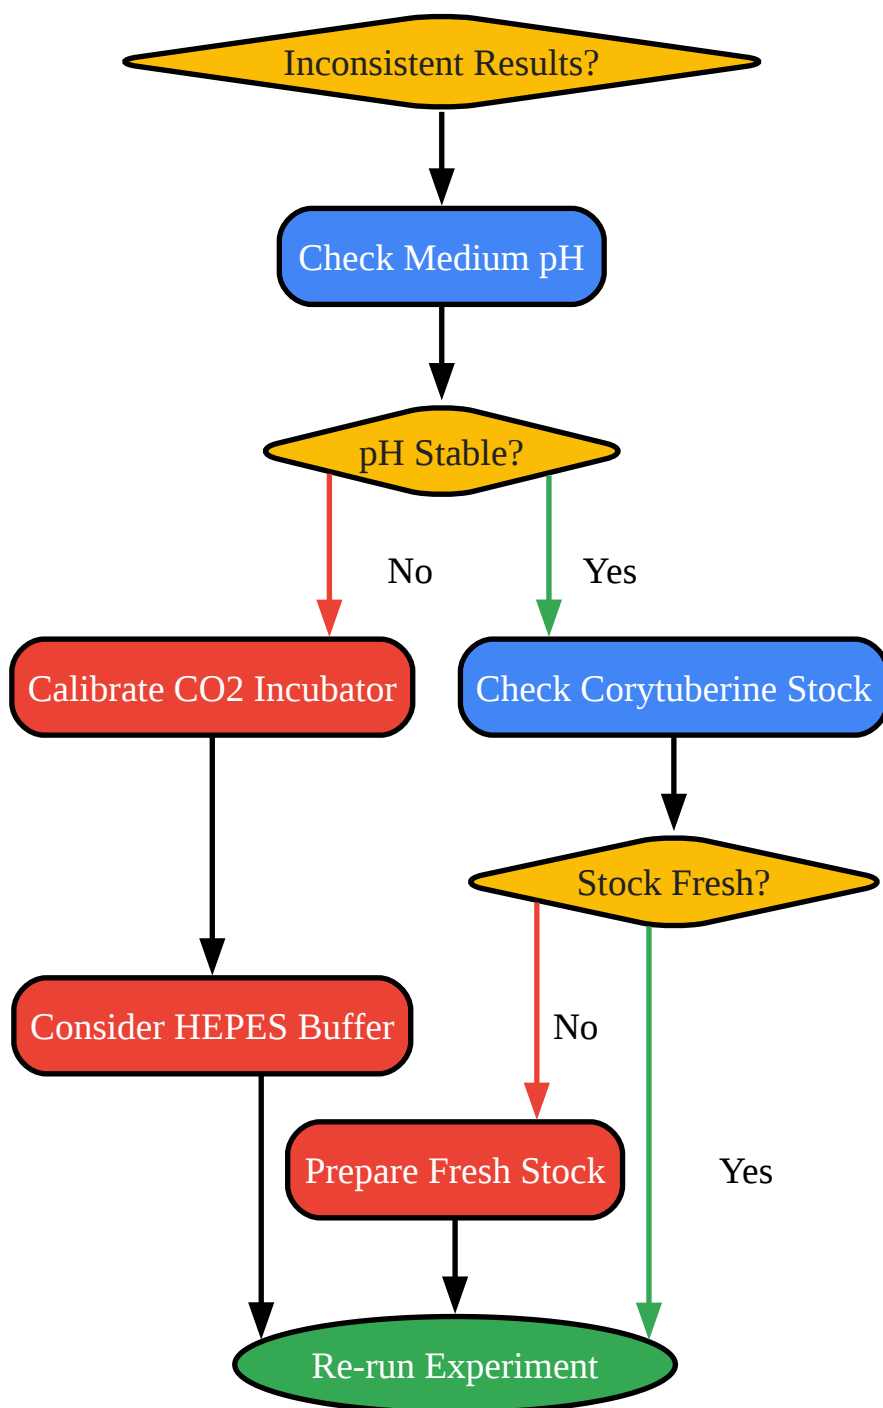 Inconsistent Results?
Check Medium pH
pH Stable?
No
Yes
Calibrate CO2 Incubator
Check Corytuberine Stock
Stock Fresh?
Consider HEPES Buffer
No
Prepare Fresh Stock
Yes
Re-run Experiment